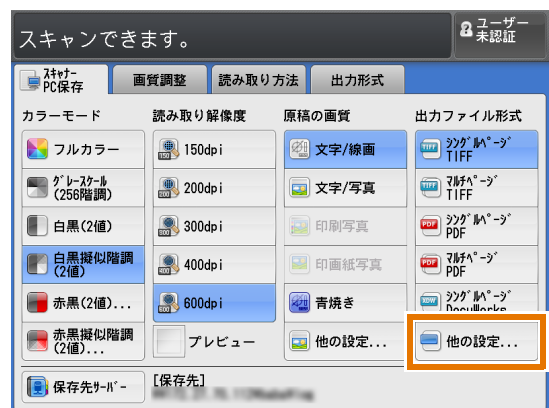 スキャンできます。
ユーザー
未認証
ｽｷｬﾅｰ
PC保存
画質調整
読み取り方法
出力形式
カラーモード
読み取り解像度
原稿の画質
出力ファイル形式
フルカラー
150dpi
文字/線画
ｼﾝｸﾞﾙﾍﾟｰｼﾞ
TIFF
ｸﾞﾚｰｽｹｰﾙ
(256階調)
200dpi
文字/写真
ﾏﾙﾁﾍﾟｰｼﾞ
TIFF
白黒(2値)
300dpi
印刷写真
ｼﾝｸﾞﾙﾍﾟｰｼﾞ
PDF
白黒擬似階調
(2値)
400dpi
印画紙写真
ﾏﾙﾁﾍﾟｰｼﾞ
PDF
赤黒(2値)...
600dpi
青焼き
ｼﾝｸﾞﾙﾍﾟｰｼﾞ
DocuWorks
赤黒擬似階調
(2値)...
プレビュー
他の設定...
他の設定...
保存先ｻｰﾊﾞｰ
[保存先]